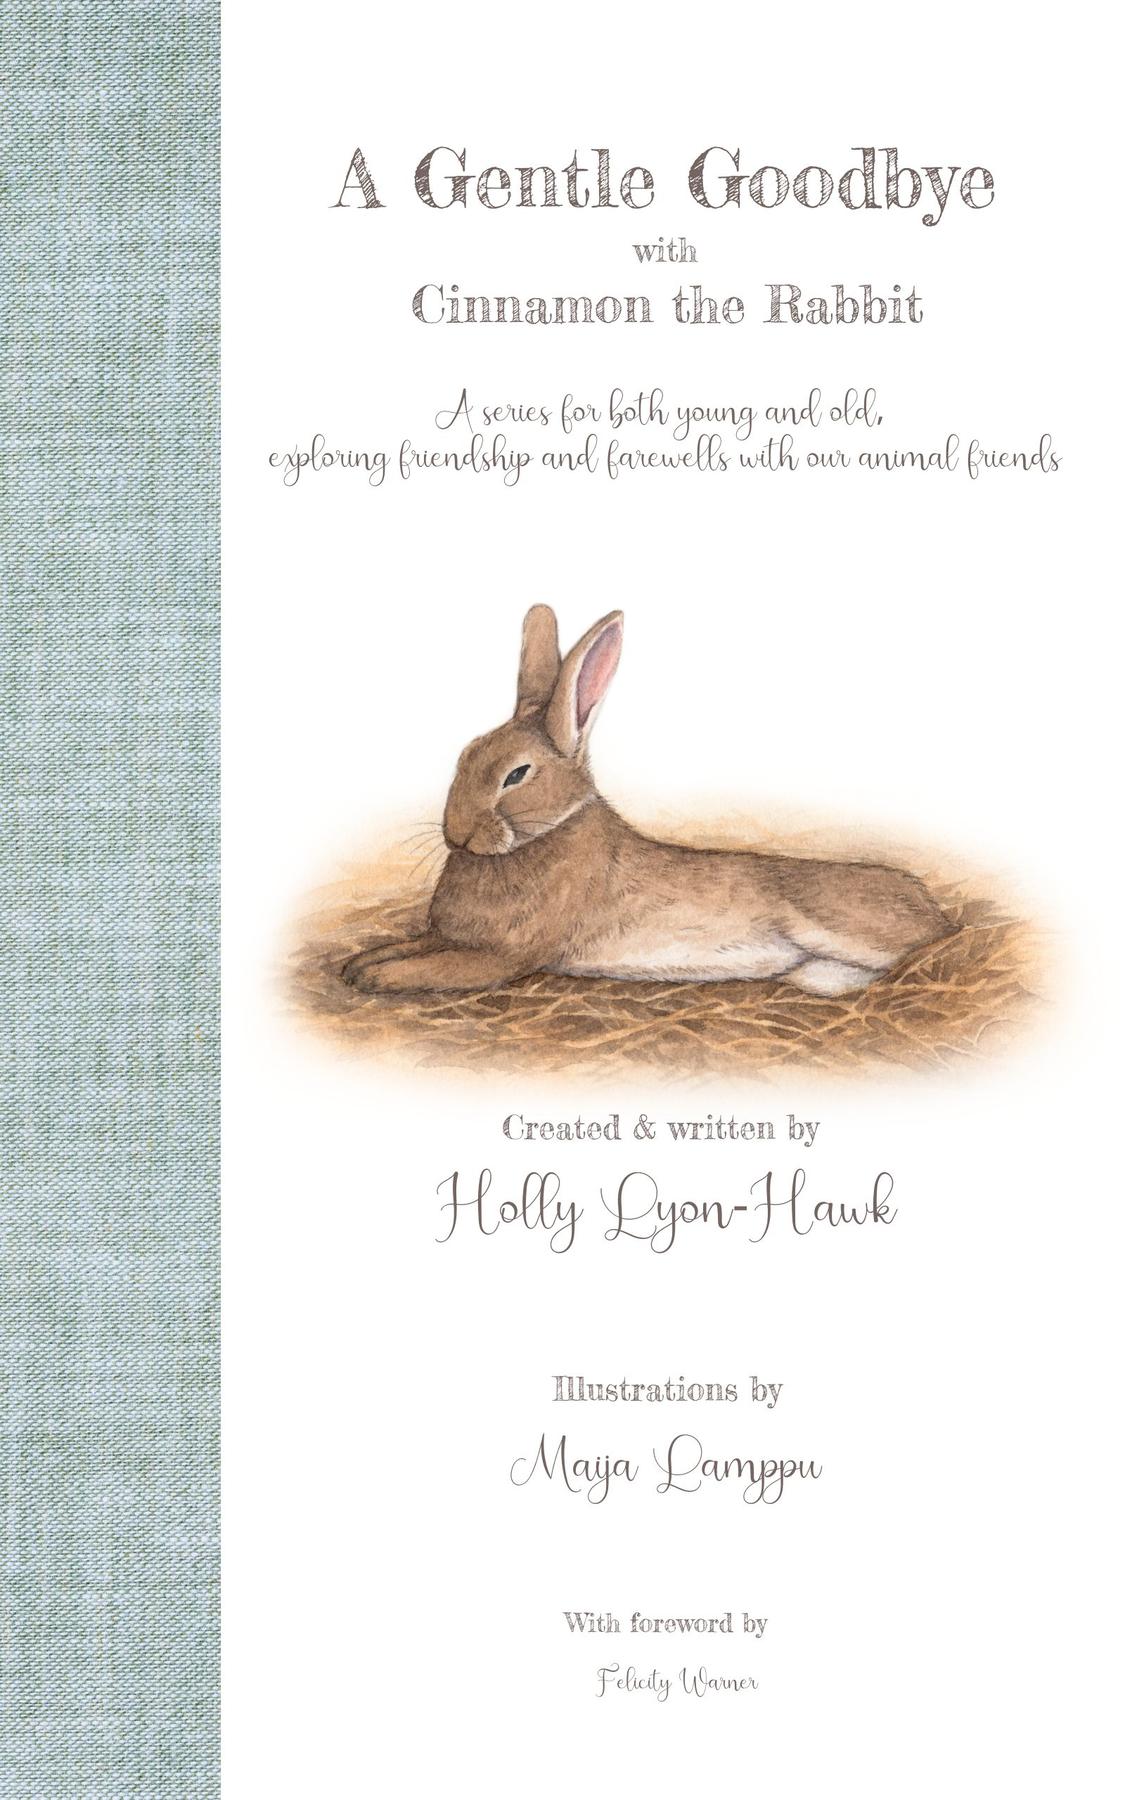 A Gentle Goodbye
with
Cinnamon the Rabbit
A series for both young and old,
exploring friendship and farewells with our animal friends
Created & written by
Holly Lyon-Hawk
Illustrations by
Maija Lamppu
With foreword by
Felicity Warner